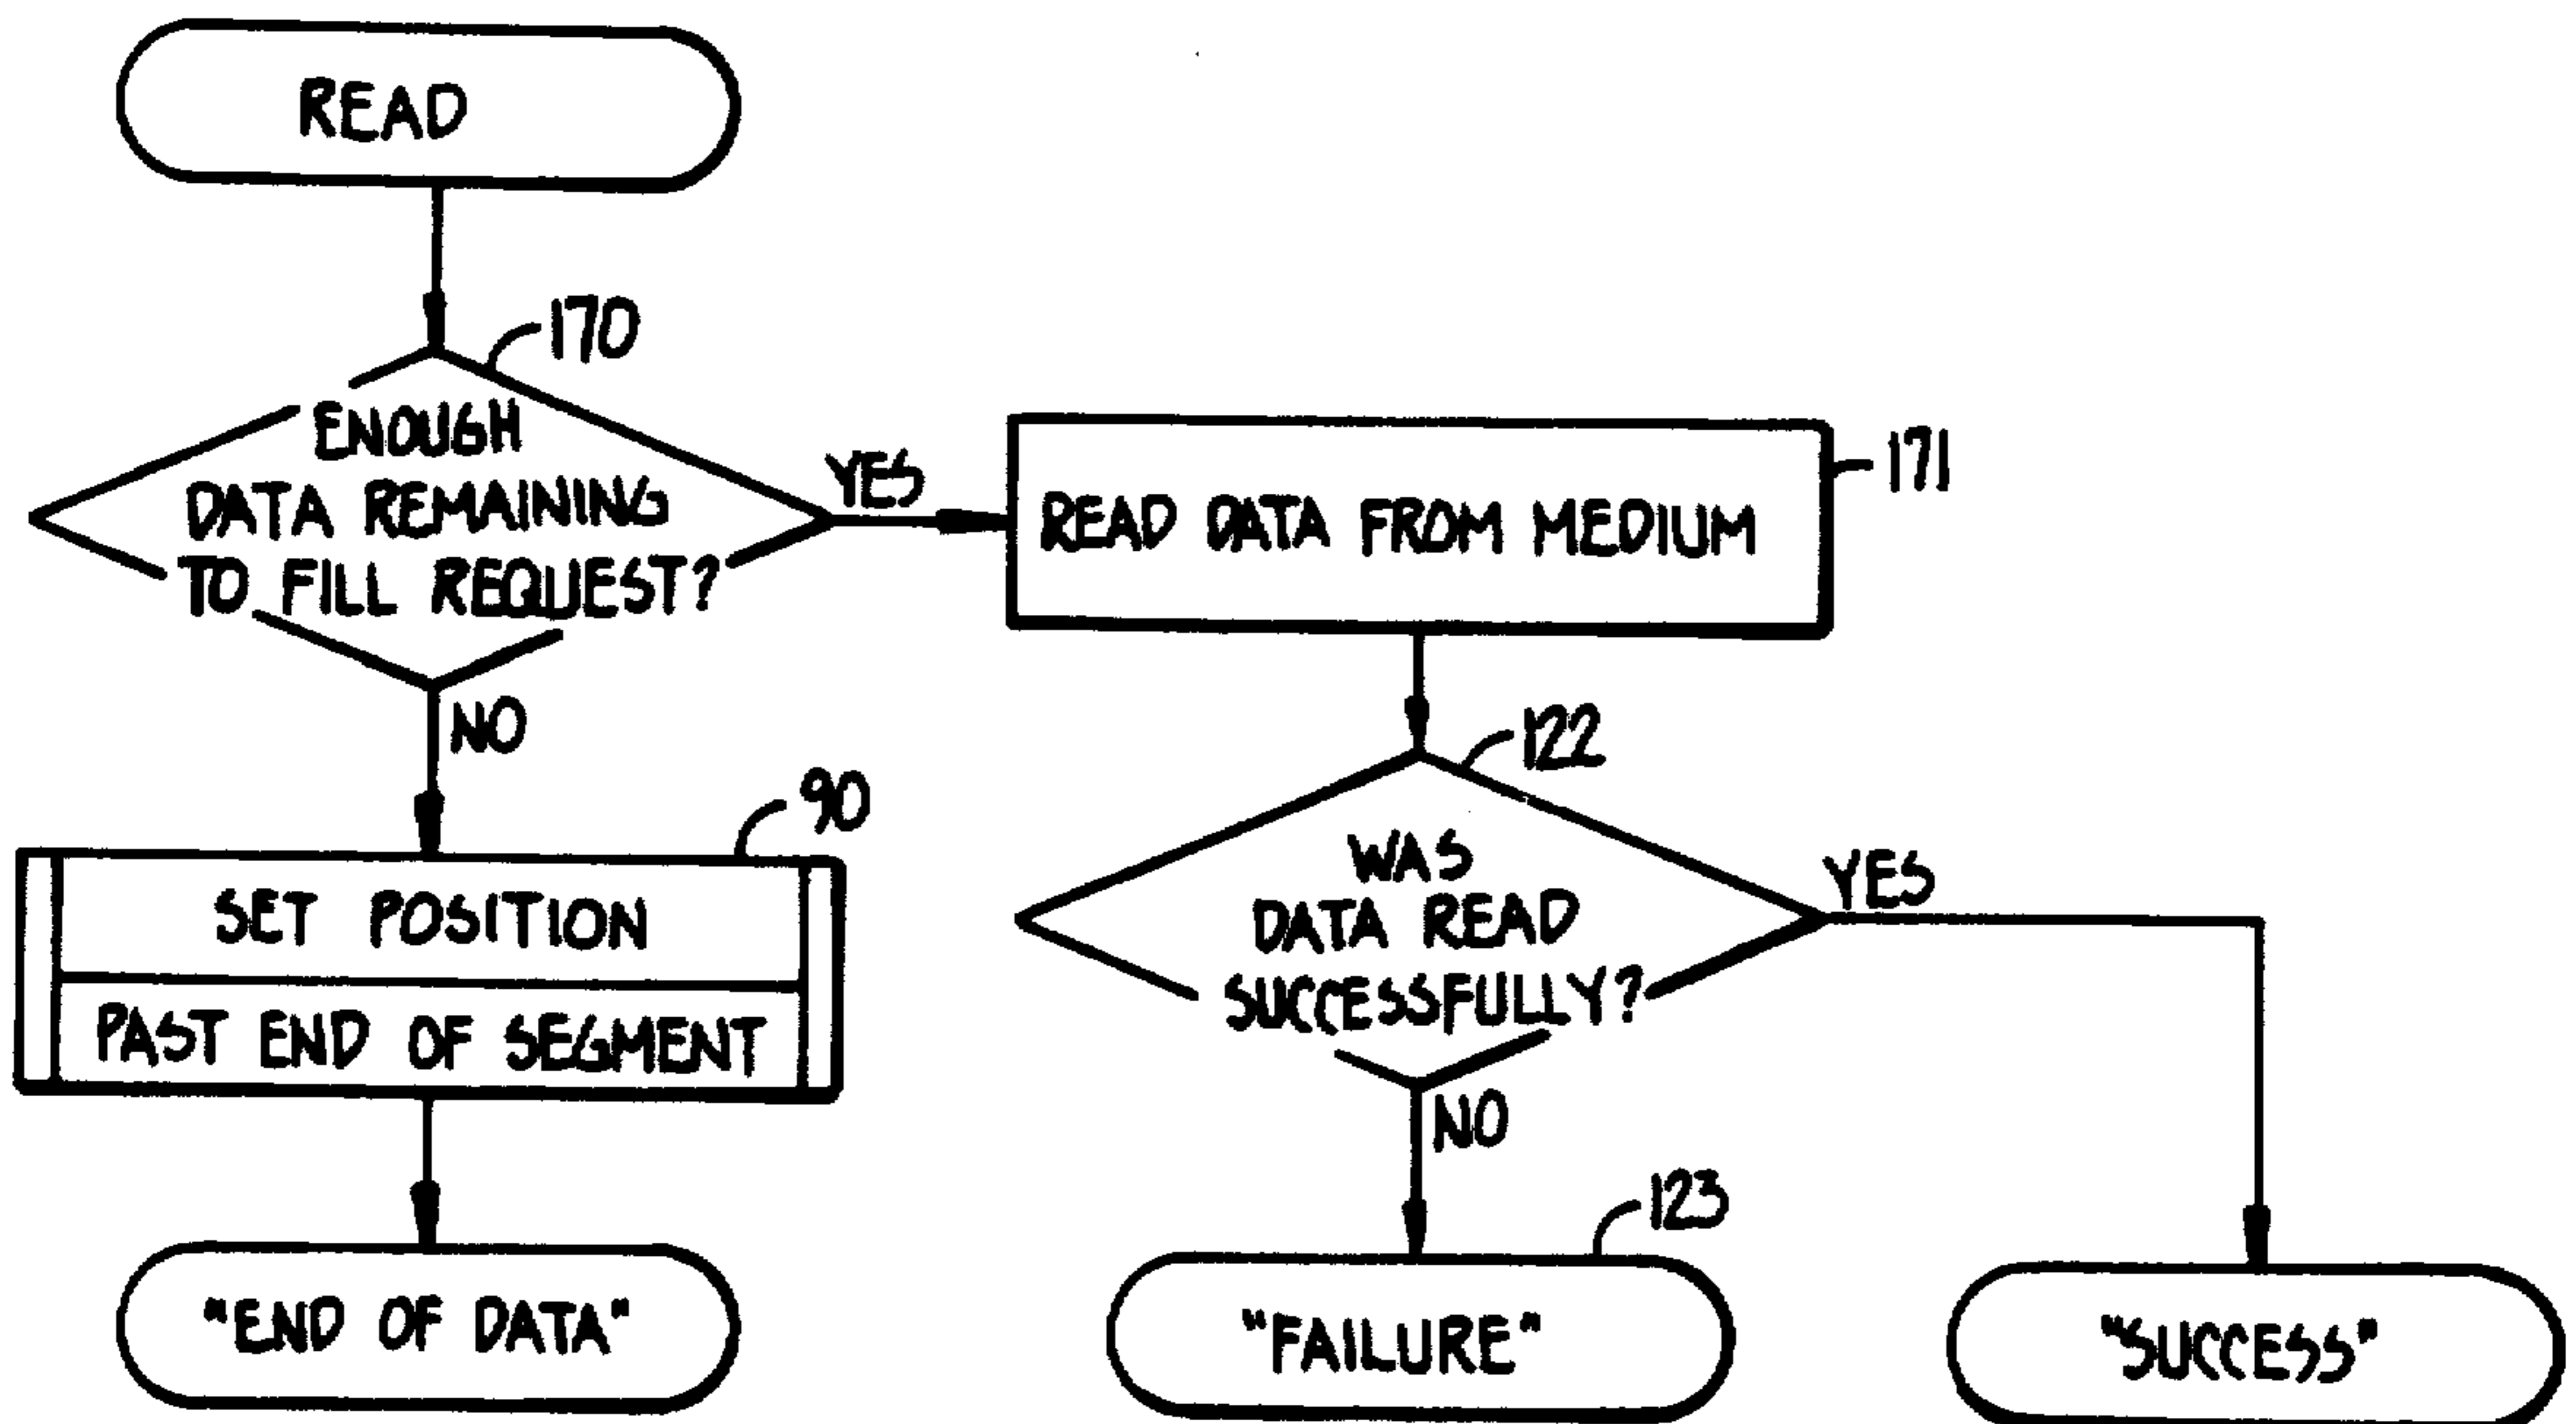 READ
170
ENOUGH
DATA REMAINING
TO FILL REQUEST?
YES
READ DATA FROM MEDIUM
171
NO
90
SET POSITION
PAST END OF SEGMENT
"END OF DATA"
122
WAS
DATA READ
SUCCESSFULLY?
YES
NO
123
"FAILURE"
"SUCCESS"